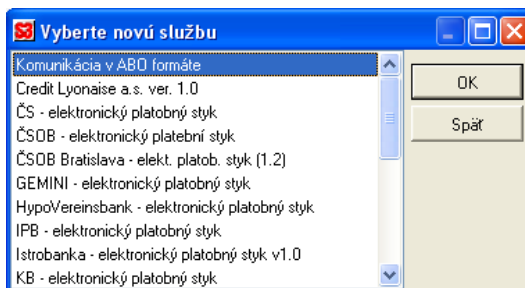 Vyberte novú službu
Komunikácia v ABO formáte
Credit Lyonaise a.s. ver. 1.0
ČS - elektronický platobný styk
ČSOB - elektronický platební styk
ČSOB Bratislava - elekt. platob. styk (1.2)
GEMINI - elektronický platobný styk
HypoVereinsbank - elektronický platobný styk
IPB - elektronický platobný styk
Istrobanka - elektronický platobný styk v1.0
KB - elektronický platobný styk
OK
Späť